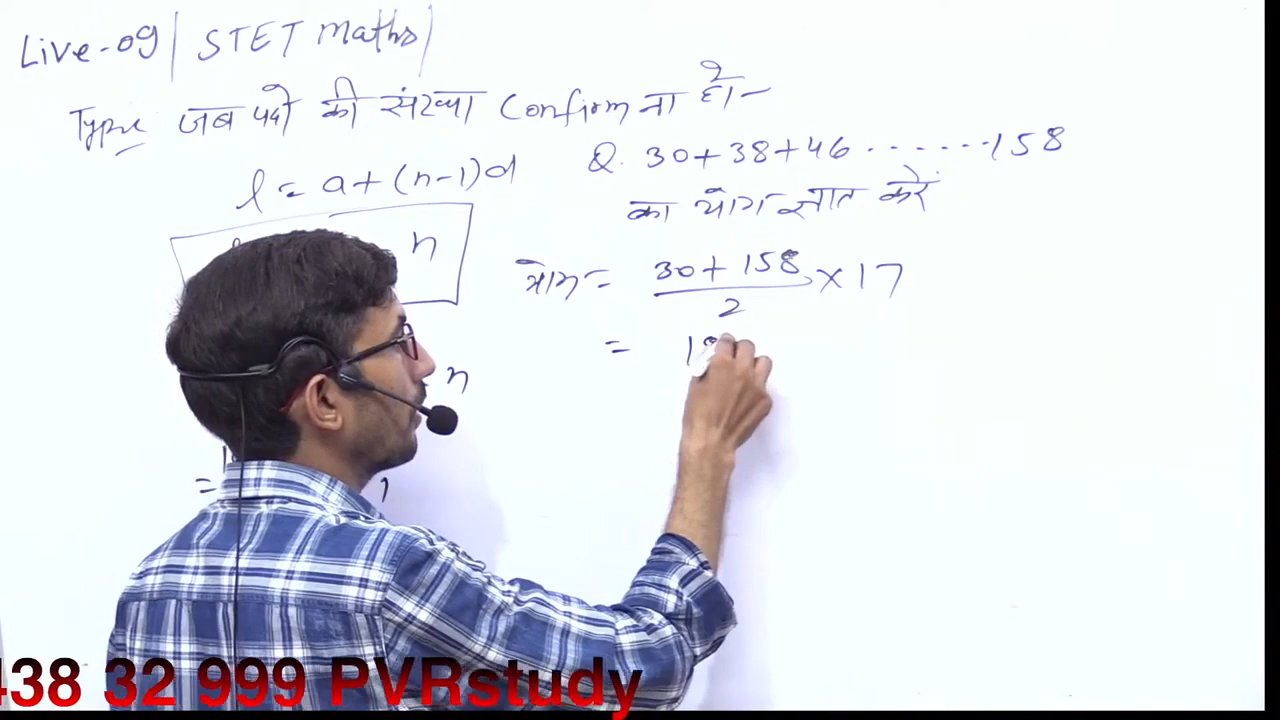 Live-09 | STET Maths |
Type जब पदो की संख्या Confirm ना हो-
l = a + (n-1)d
Q. 30+38+46.......158
का योग ज्ञात करें
n
योग = 30+158 / 2 × 17
=
n
=
438 32 999 PVRstudy